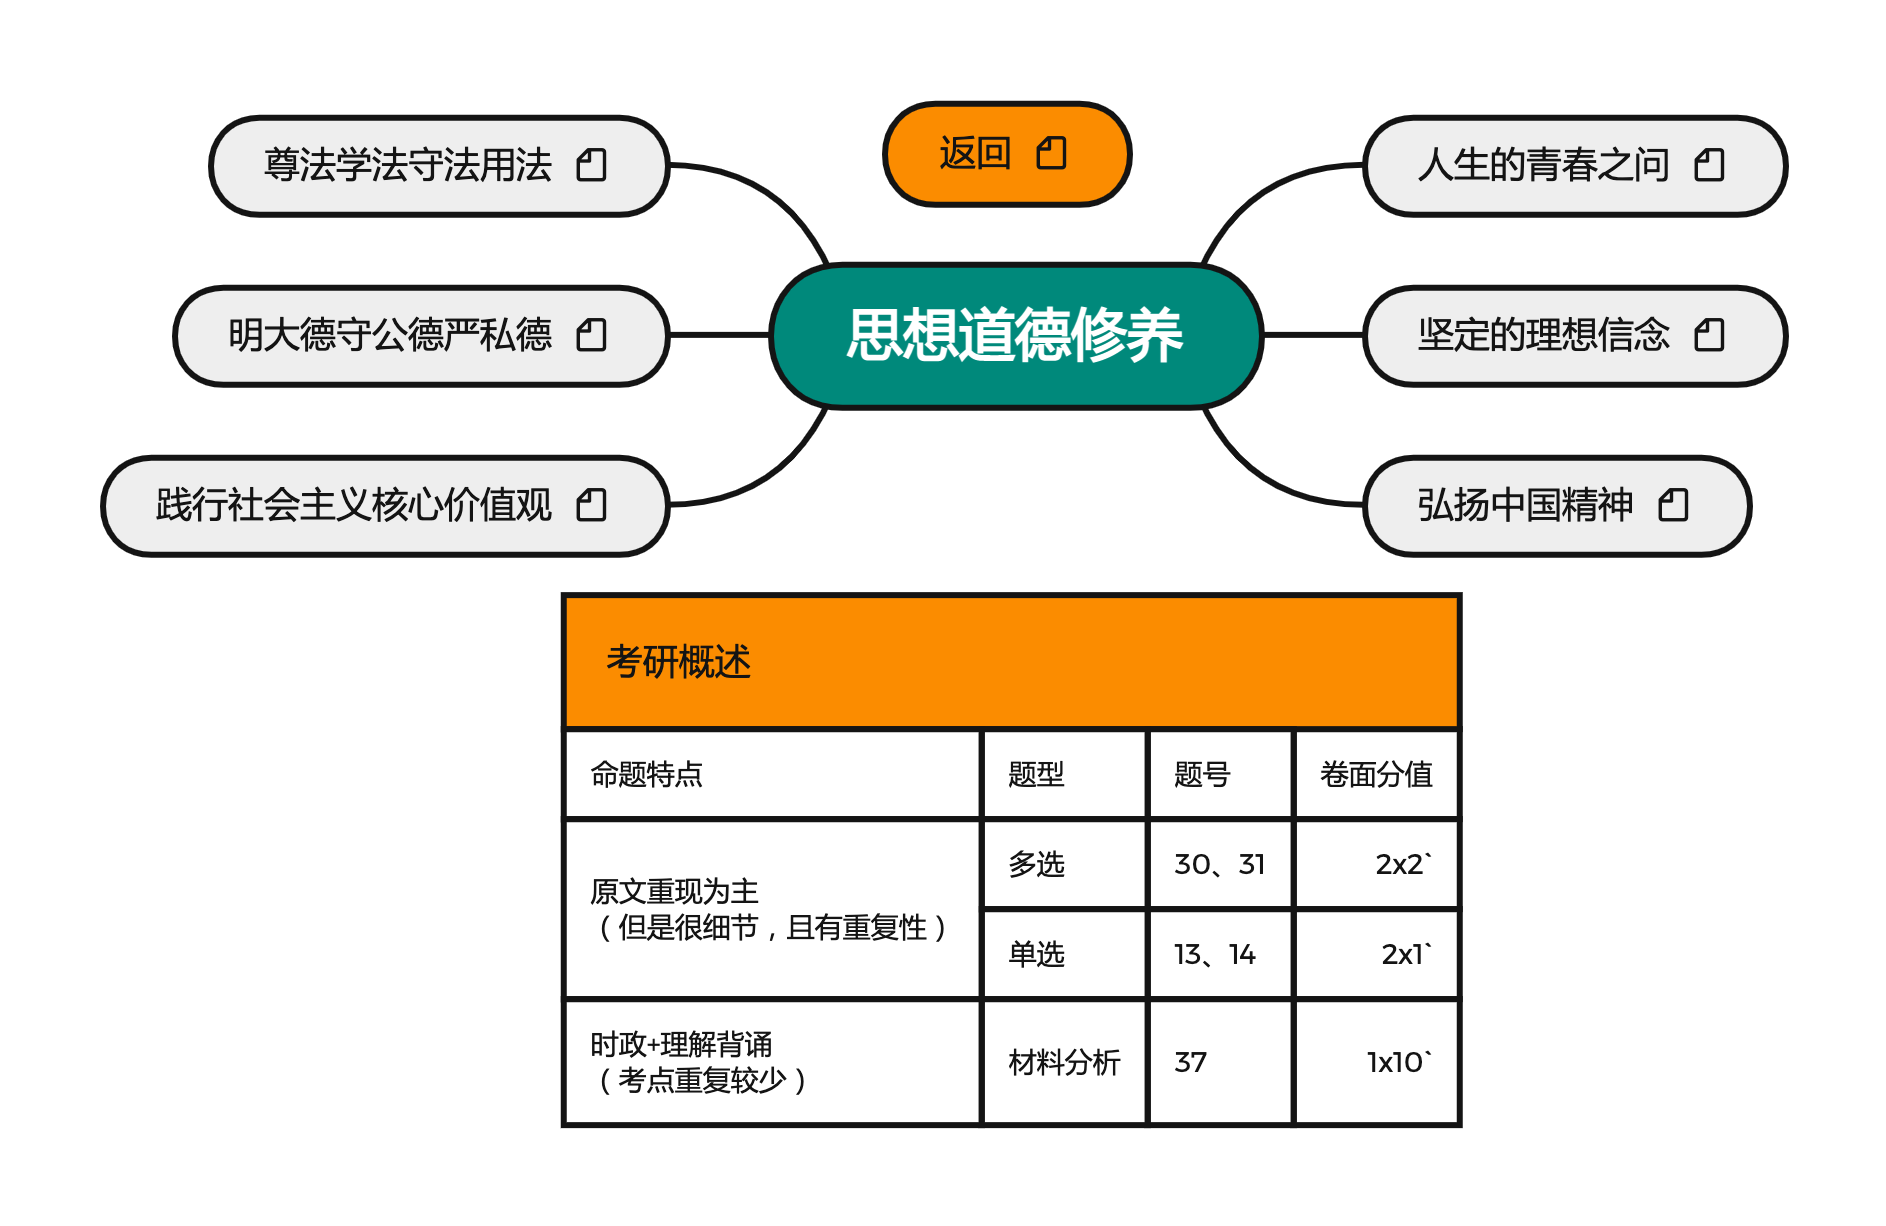 返回
尊法学法守法用法
人生的青春之问
思想道德修养
明大德守公德严私德
坚定的理想信念
践行社会主义核心价值观
弘扬中国精神
考研概述
命题特点 题型 题号 卷面分值
原文重现为主
（但是很细节，且有重复性）
多选 30、31 2x2`
单选 13、14 2x1`
时政+理解背诵
（考点重复较少）
材料分析 37 1x10`